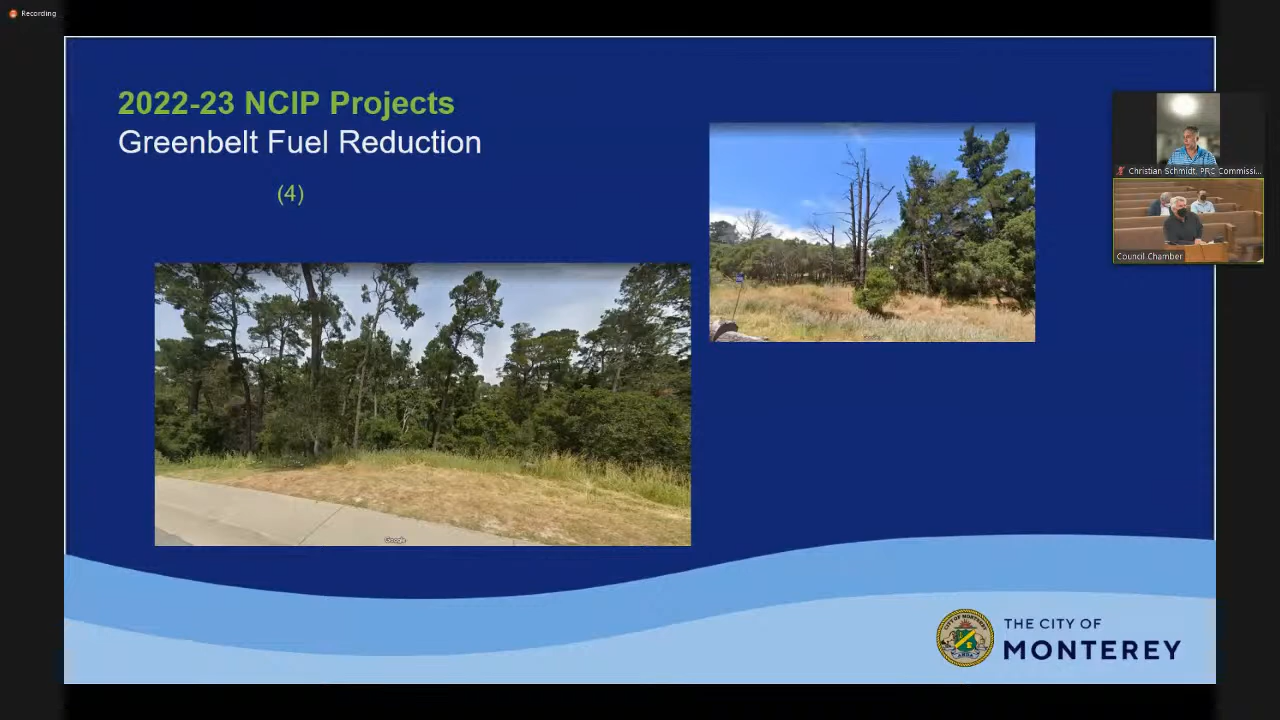 Recording
2022-23 NCIP Projects
Greenbelt Fuel Reduction
(4)
Christian Schmidt, PRC Commissi...
Council Chamber
Google
THE CITY OF
MONTEREY